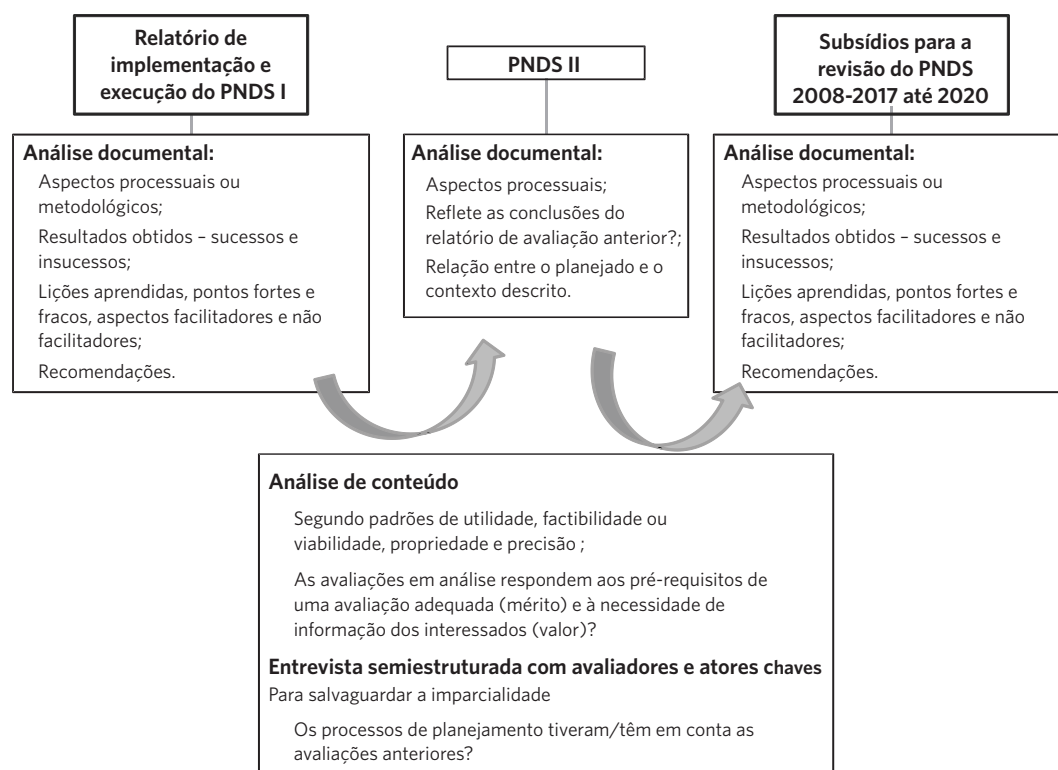 Relatório de
implementação e
execução do PNDS I
Análise documental:
Aspectos processuais ou
metodológicos;
Resultados obtidos – sucessos e
insucessos;
Lições aprendidas, pontos fortes e
fracos, aspectos facilitadores e não
facilitadores;
Recomendações.
PNDS II
Análise documental:
Aspectos processuais;
Reflete as conclusões do
relatório de avaliação anterior?;
Relação entre o planejado e o
contexto descrito.
Subsídios para a
revisão do PNDS
2008-2017 até 2020
Análise documental:
Aspectos processuais ou
metodológicos;
Resultados obtidos – sucessos e
insucessos;
Lições aprendidas, pontos fortes e
fracos, aspectos facilitadores e não
facilitadores;
Recomendações.
Análise de conteúdo
Segundo padrões de utilidade, factibilidade ou
viabilidade, propriedade e precisão ;
As avaliações em análise respondem aos pré-requisitos de
uma avaliação adequada (mérito) e à necessidade de
informação dos interessados (valor)?
Entrevista semiestruturada com avaliadores e atores chaves
Para salvaguardar a imparcialidade
Os processos de planejamento tiveram/têm em conta as
avaliações anteriores?